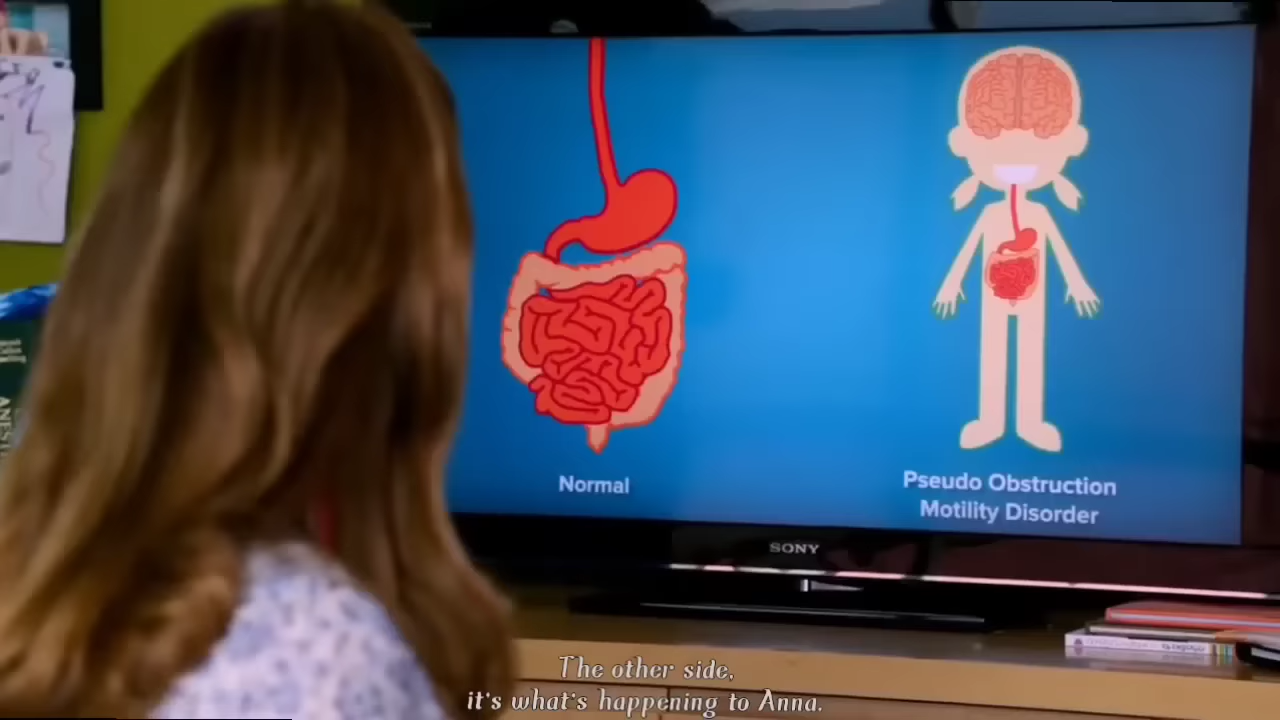 Normal
Pseudo Obstruction
Motility Disorder
SONY
The other side,
it's what's happening to Anna.